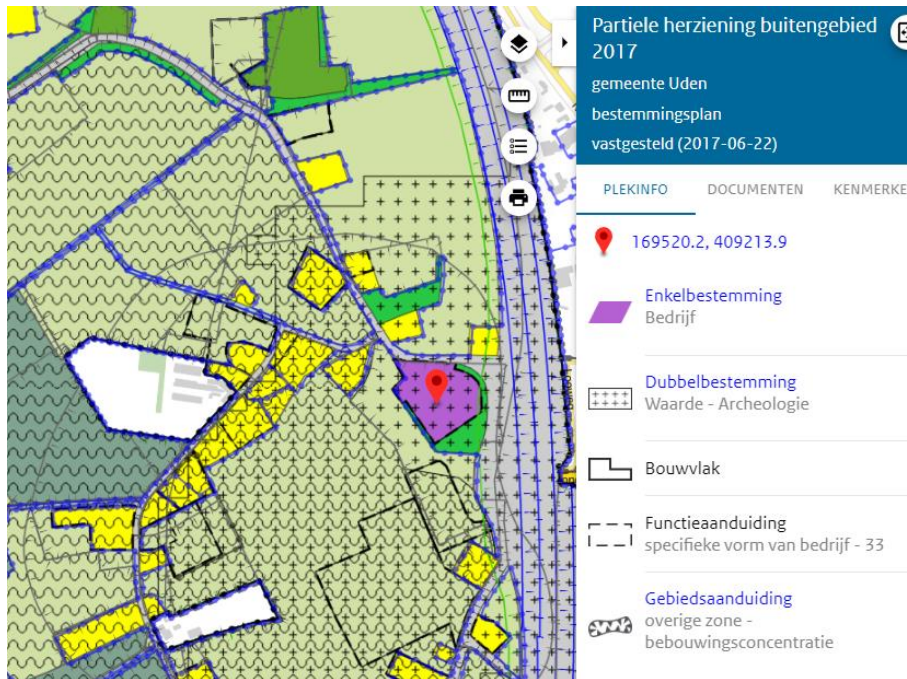 Partiele herziening buitengebied
2017
gemeente Uden
bestemmingsplan
vastgesteld (2017-06-22)
PLEKINFO DOCUMENTEN KENMERKE
169520.2, 409213.9
Enkelbestemming
Bedrijf
Dubbelbestemming
Waarde - Archeologie
Bouwvlak
Functieaanduiding
specifieke vorm van bedrijf - 33
Gebiedsaanduiding
overige zone -
bebouwingsconcentratie